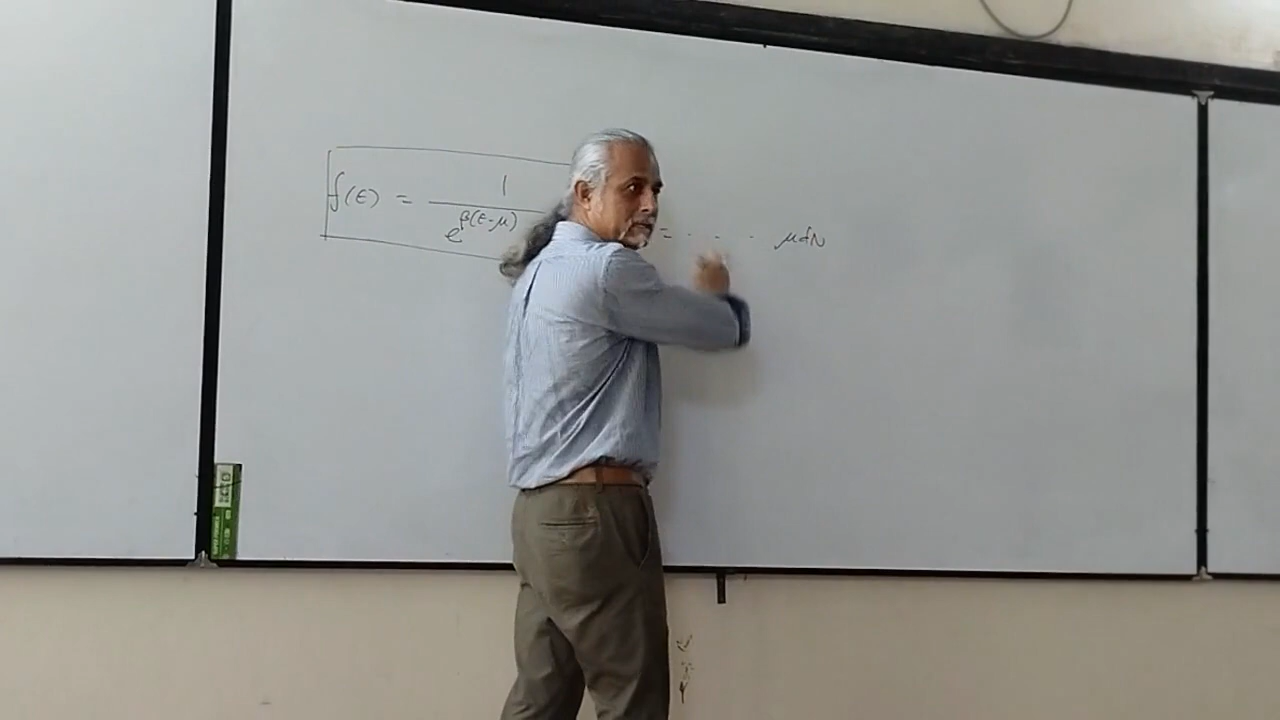 f(ε) = 1
e^β(ε-μ)
= . . . μdN